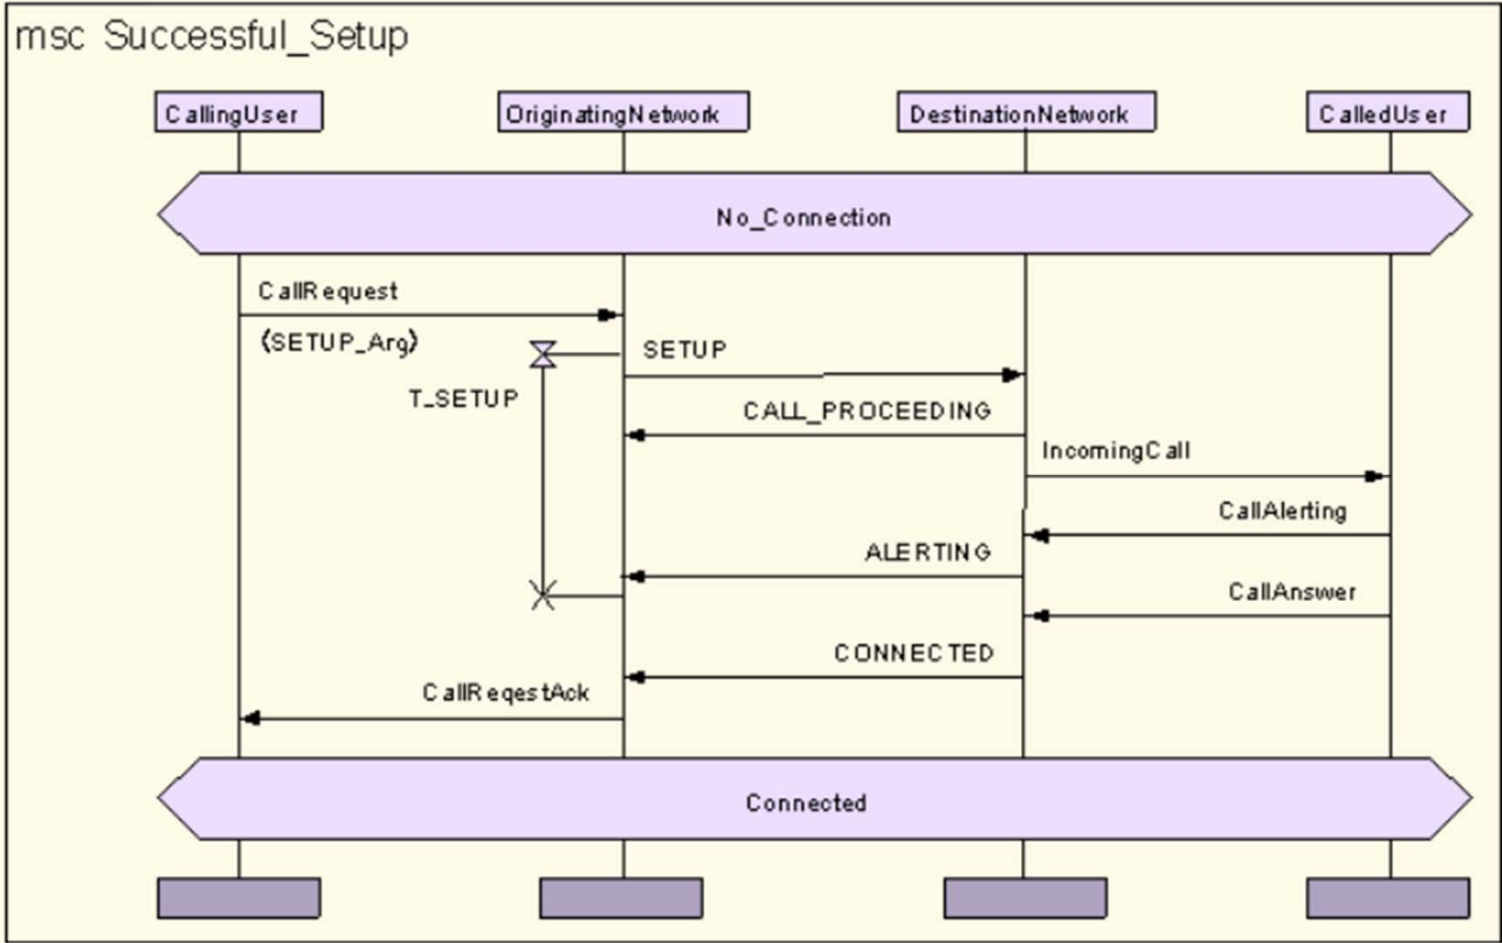 msc Successful_Setup
CallingUser
OriginatingNetwork
DestinationNetwork
CalledUser
No_Connection
CallRequest
(SETUP_Arg)
SETUP
T_SETUP
CALL_PROCEEDING
IncomingCall
CallAlerting
ALERTING
CallAnswer
CONNECTED
CallReqestAck
Connected